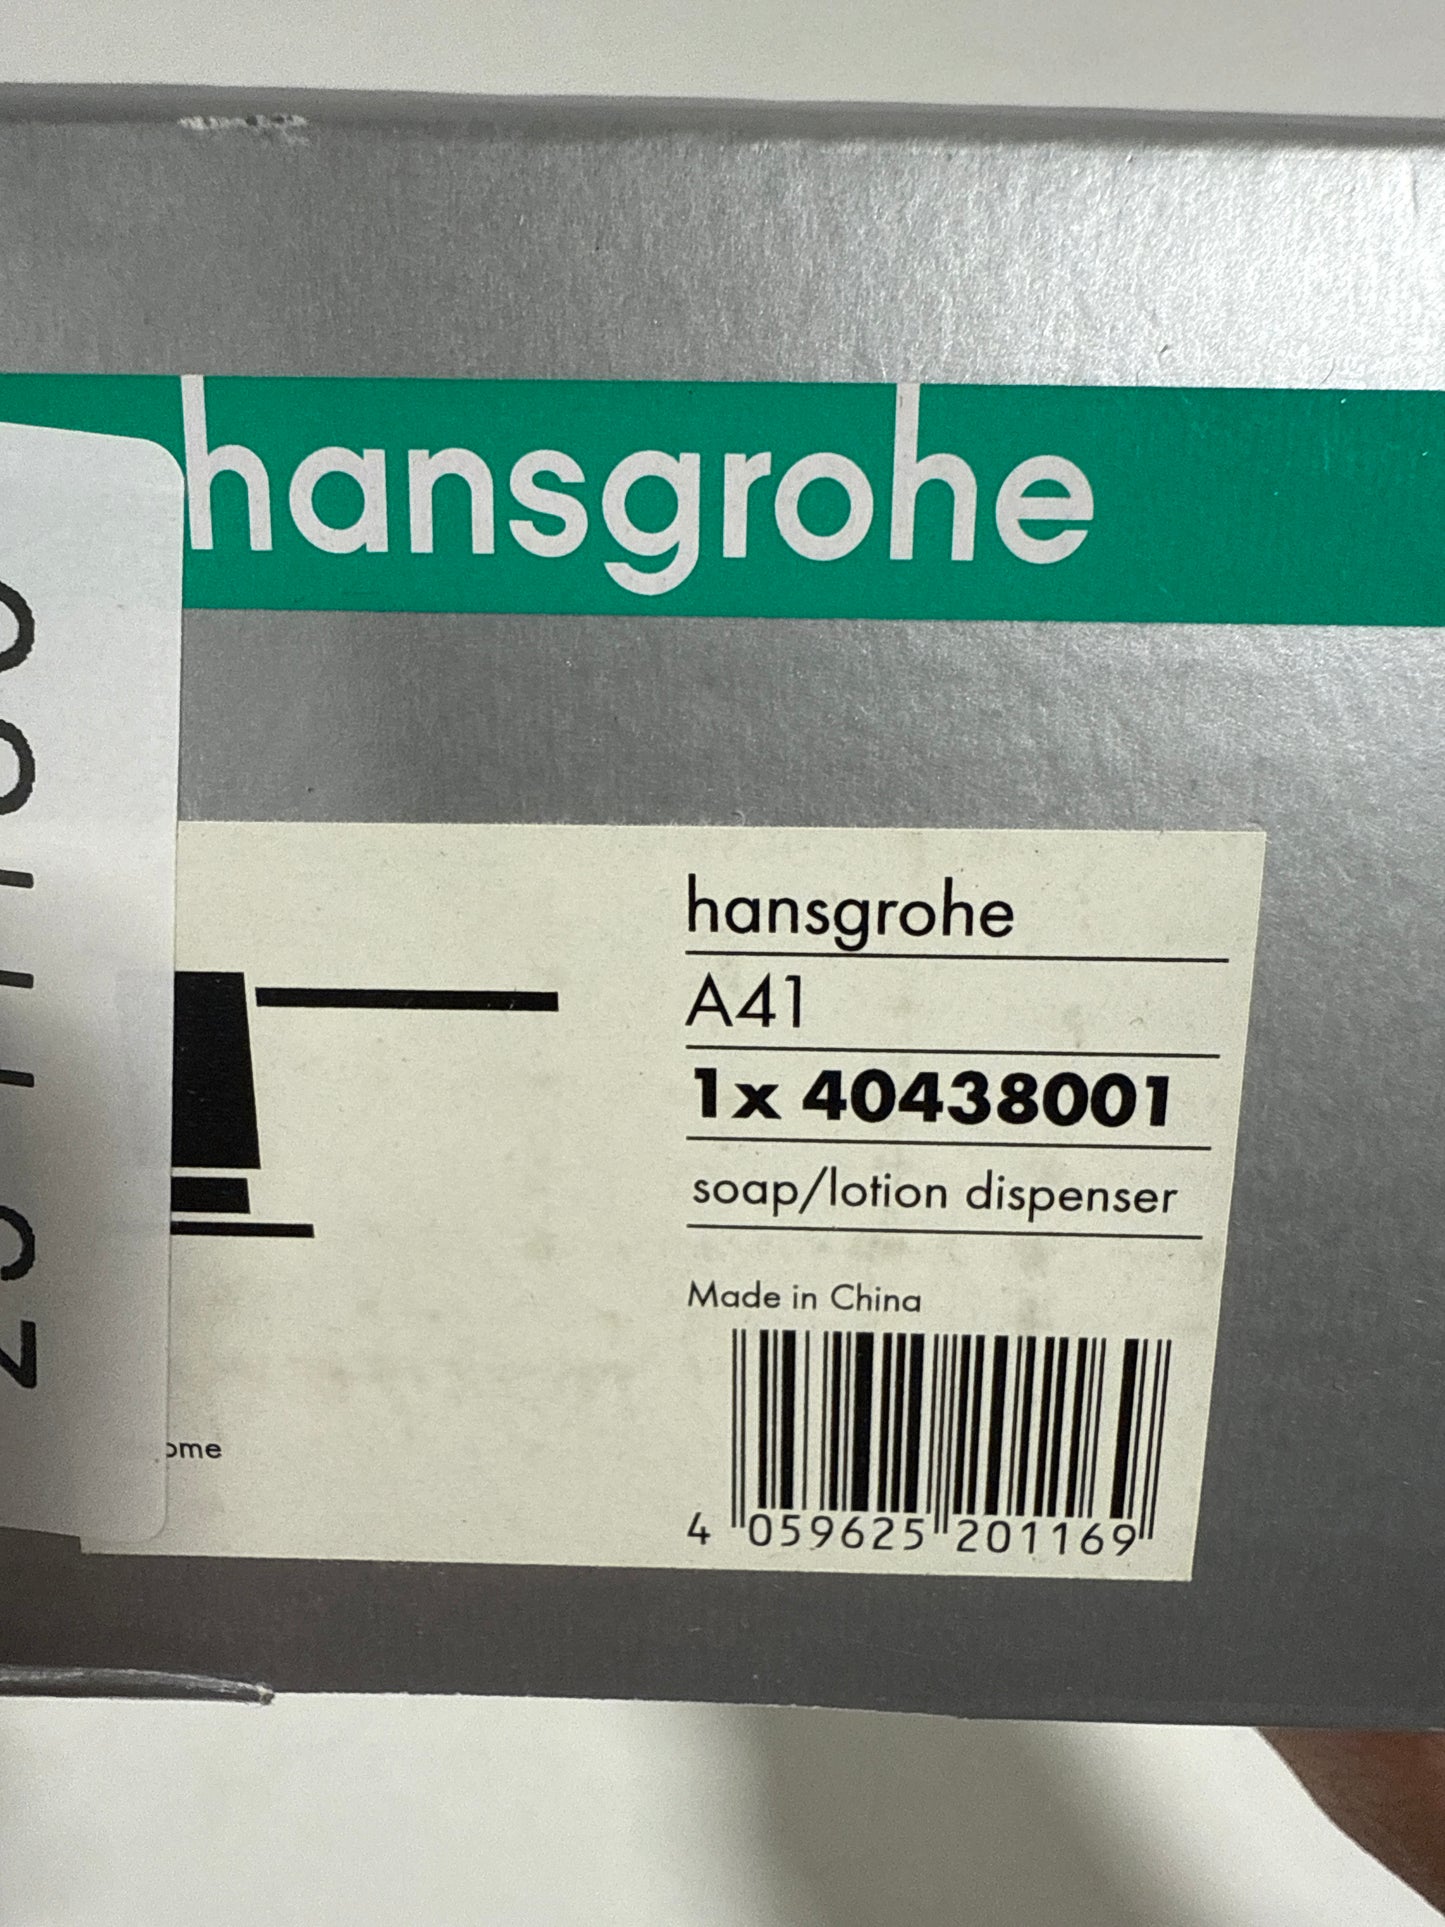 hansgrohe
hansgrohe
A41
1x 40438001
soap/lotion dispenser
Made in China
4 059625 201169